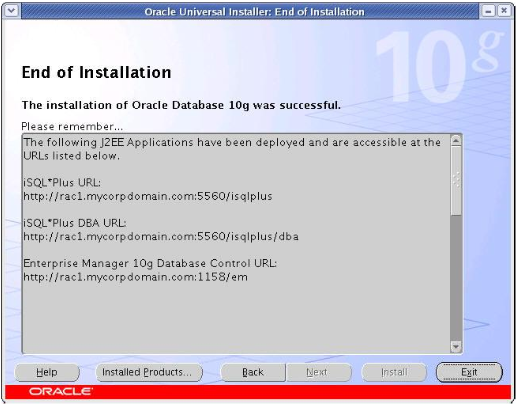 Oracle Universal Installer: End of Installation
10g
End of Installation
The installation of Oracle Database 10g was successful.
Please remember...
The following J2EE Applications have been deployed and are accessible at the
URLs listed below.
iSQL*Plus URL:
http://rac1.mycorpdomain.com:5560/isqlplus
iSQL*Plus DBA URL:
http://rac1.mycorpdomain.com:5560/isqlplus/dba
Enterprise Manager 10g Database Control URL:
http://rac1.mycorpdomain.com:1158/em
Help Installed Products... Back Next Install Exit
ORACLE